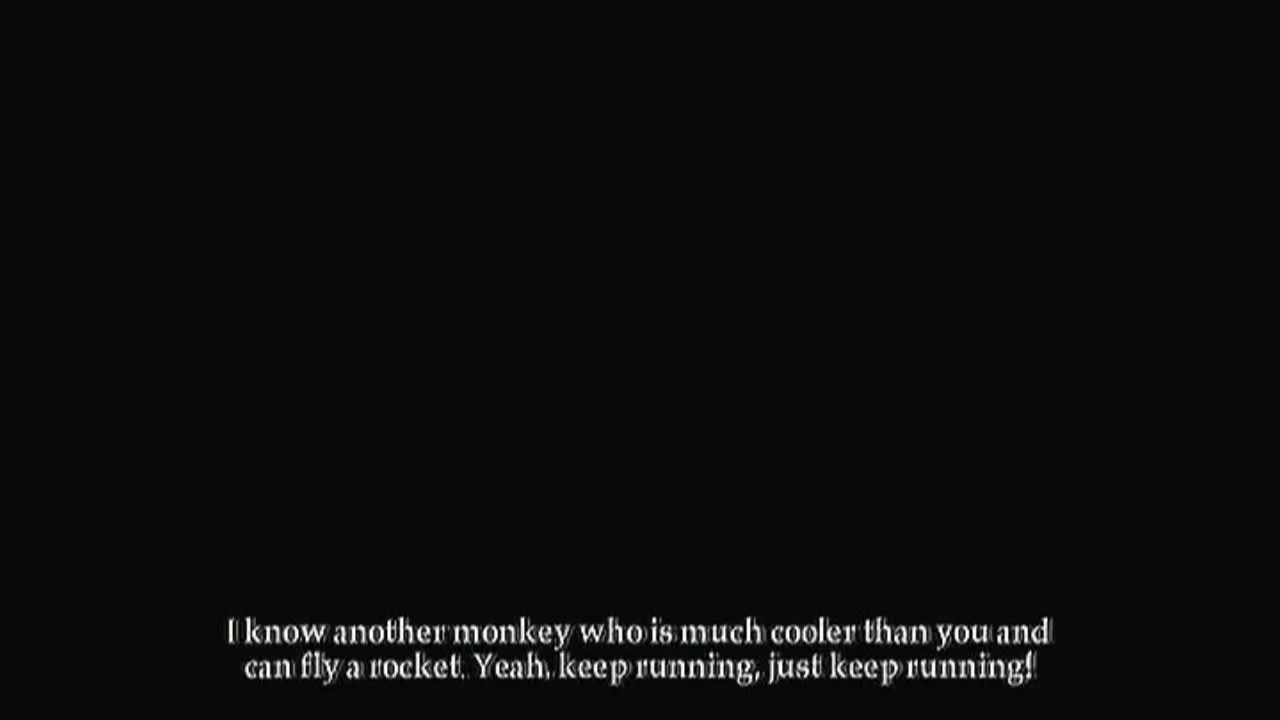 I know another monkey who is much cooler than you and
can fly a rocket. Yeah, keep running, just keep running!